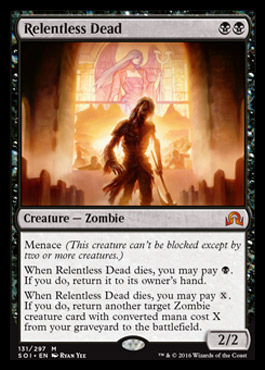 Relentless Dead
Creature — Zombie
Menace (This creature can't be blocked except by
two or more creatures.)
When Relentless Dead dies, you may pay .
If you do, return it to its owner's hand.
When Relentless Dead dies, you may pay X.
If you do, return another target Zombie
creature card with converted mana cost X
from your graveyard to the battlefield.
2/2
131/297 M
SOI • EN Ryan Yee
™ & © 2016 Wizards of the Coast